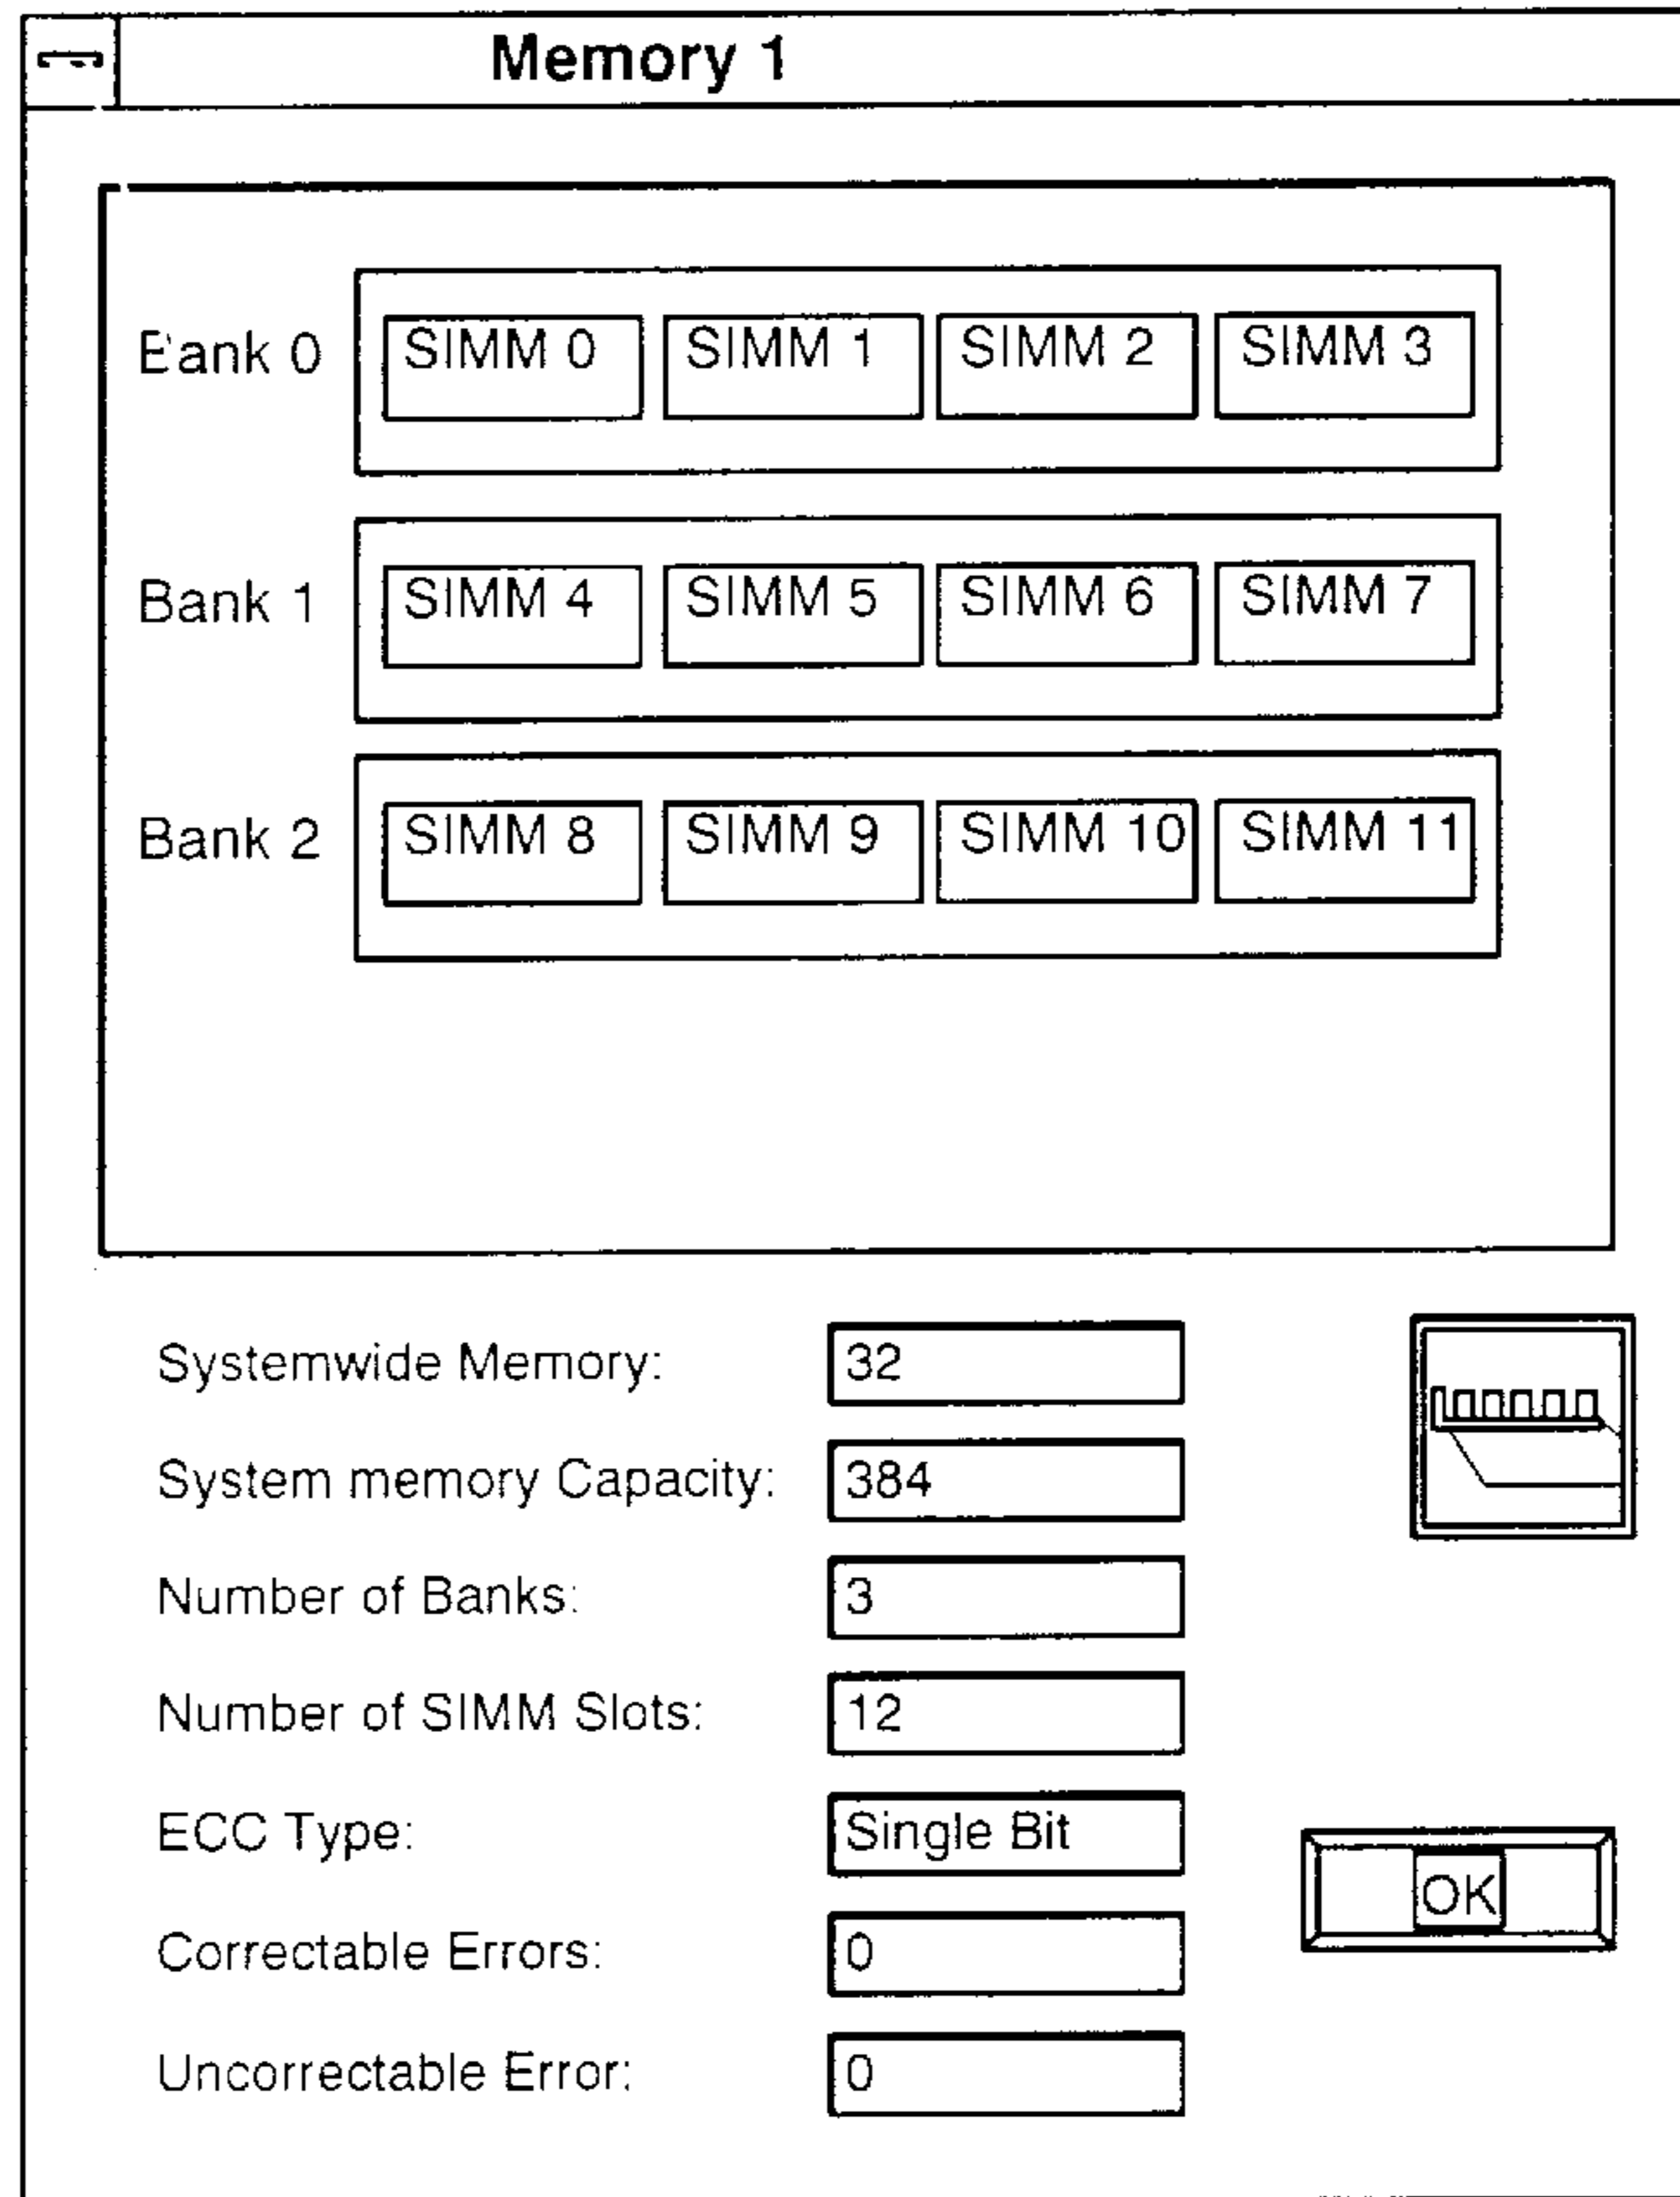 Memory 1
Bank 0 SIMM 0 SIMM 1 SIMM 2 SIMM 3
Bank 1 SIMM 4 SIMM 5 SIMM 6 SIMM 7
Bank 2 SIMM 8 SIMM 9 SIMM 10 SIMM 11
Systemwide Memory: 32
System memory Capacity: 384
Number of Banks: 3
Number of SIMM Slots: 12
ECC Type: Single Bit
OK
Correctable Errors: 0
Uncorrectable Error: 0